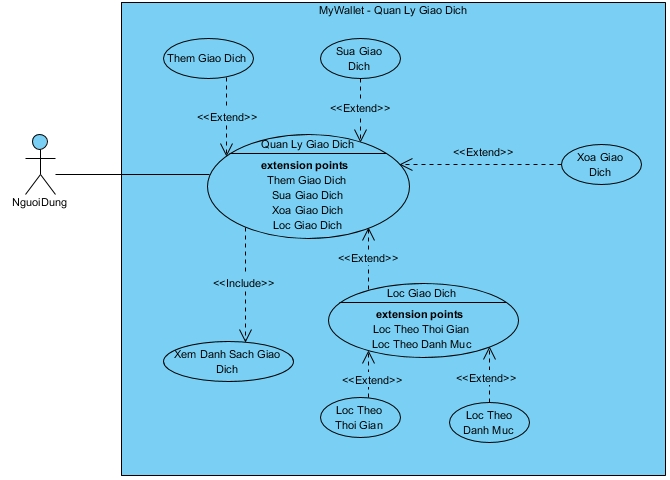 MyWallet - Quan Ly Giao Dich
Them Giao Dich
Sua Giao
Dich
<<Extend>>
<<Extend>>
Quan Ly Giao Dich
extension points
Them Giao Dich
Sua Giao Dich
Xoa Giao Dich
Loc Giao Dich
<<Extend>>
Xoa Giao
Dich
NguoiDung
<<Include>>
<<Extend>>
Loc Giao Dich
extension points
Loc Theo Thoi Gian
Loc Theo Danh Muc
Xem Danh Sach Giao
Dich
<<Extend>>
<<Extend>>
Loc Theo
Thoi Gian
Loc Theo
Danh Muc